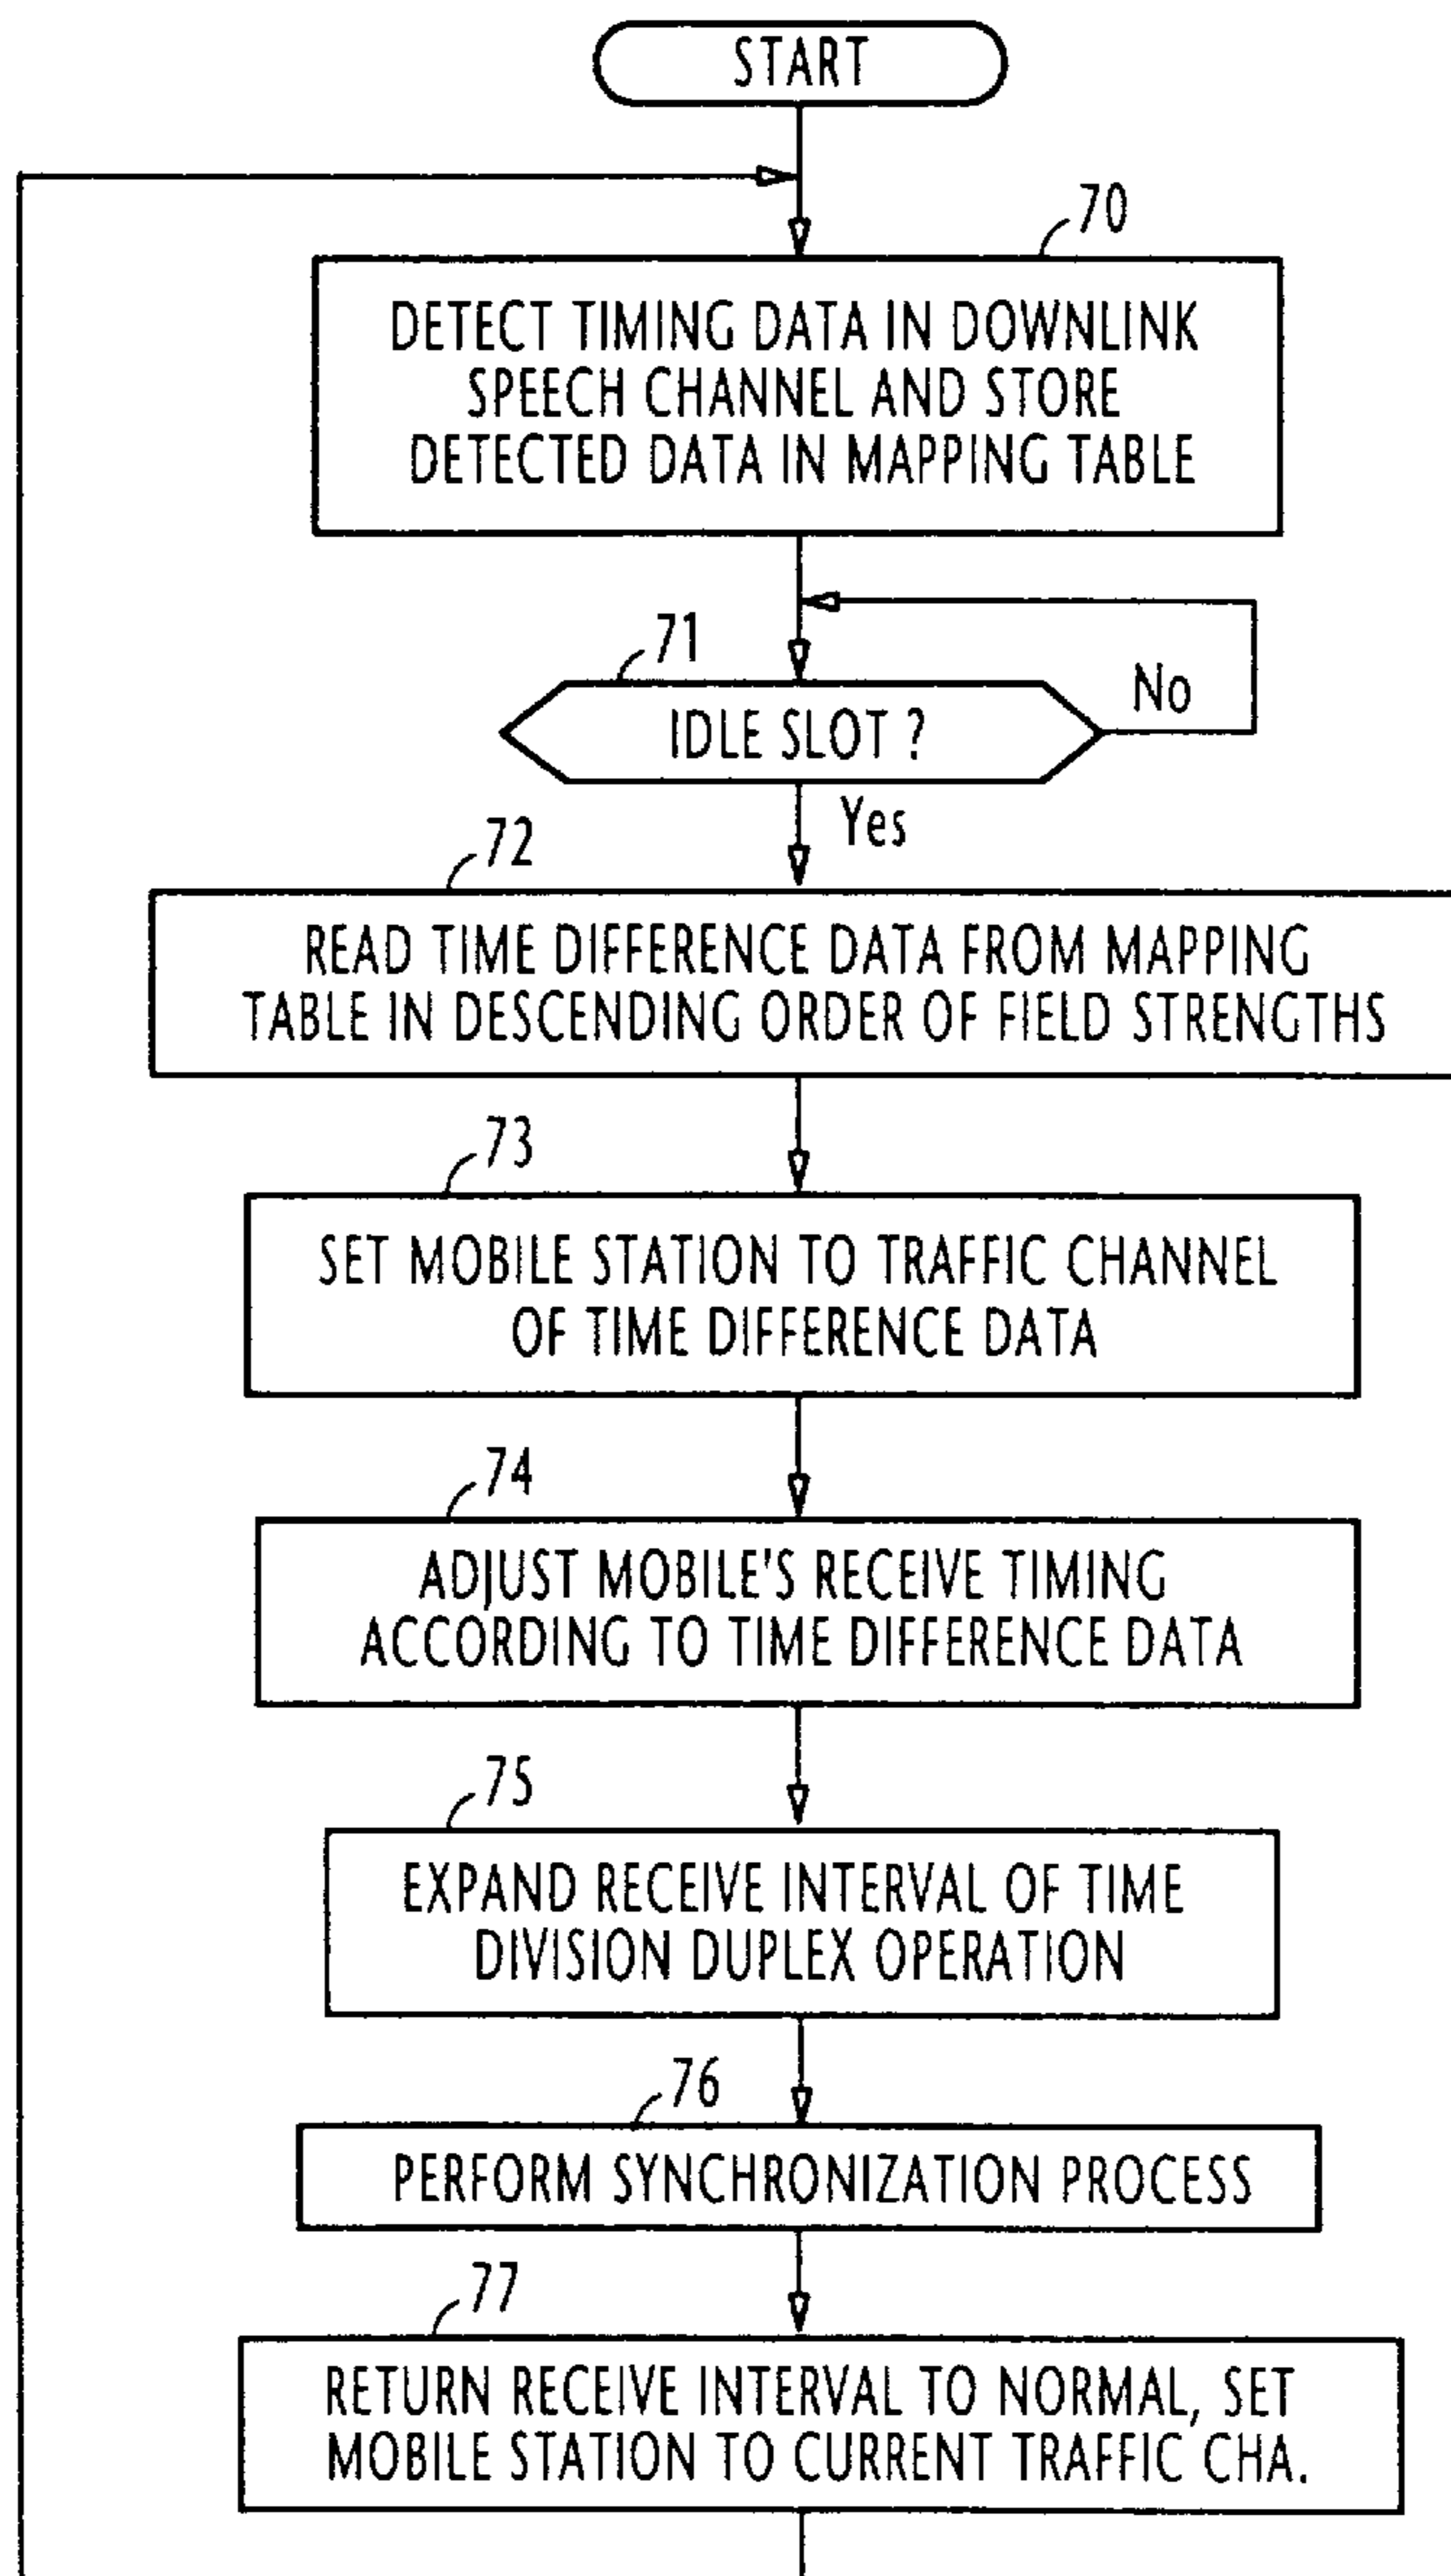 START
70
DETECT TIMING DATA IN DOWNLINK
SPEECH CHANNEL AND STORE
DETECTED DATA IN MAPPING TABLE
71
IDLE SLOT ?
No
Yes
72
READ TIME DIFFERENCE DATA FROM MAPPING
TABLE IN DESCENDING ORDER OF FIELD STRENGTHS
73
SET MOBILE STATION TO TRAFFIC CHANNEL
OF TIME DIFFERENCE DATA
74
ADJUST MOBILE'S RECEIVE TIMING
ACCORDING TO TIME DIFFERENCE DATA
75
EXPAND RECEIVE INTERVAL OF TIME
DIVISION DUPLEX OPERATION
76
PERFORM SYNCHRONIZATION PROCESS
77
RETURN RECEIVE INTERVAL TO NORMAL, SET
MOBILE STATION TO CURRENT TRAFFIC CHA.